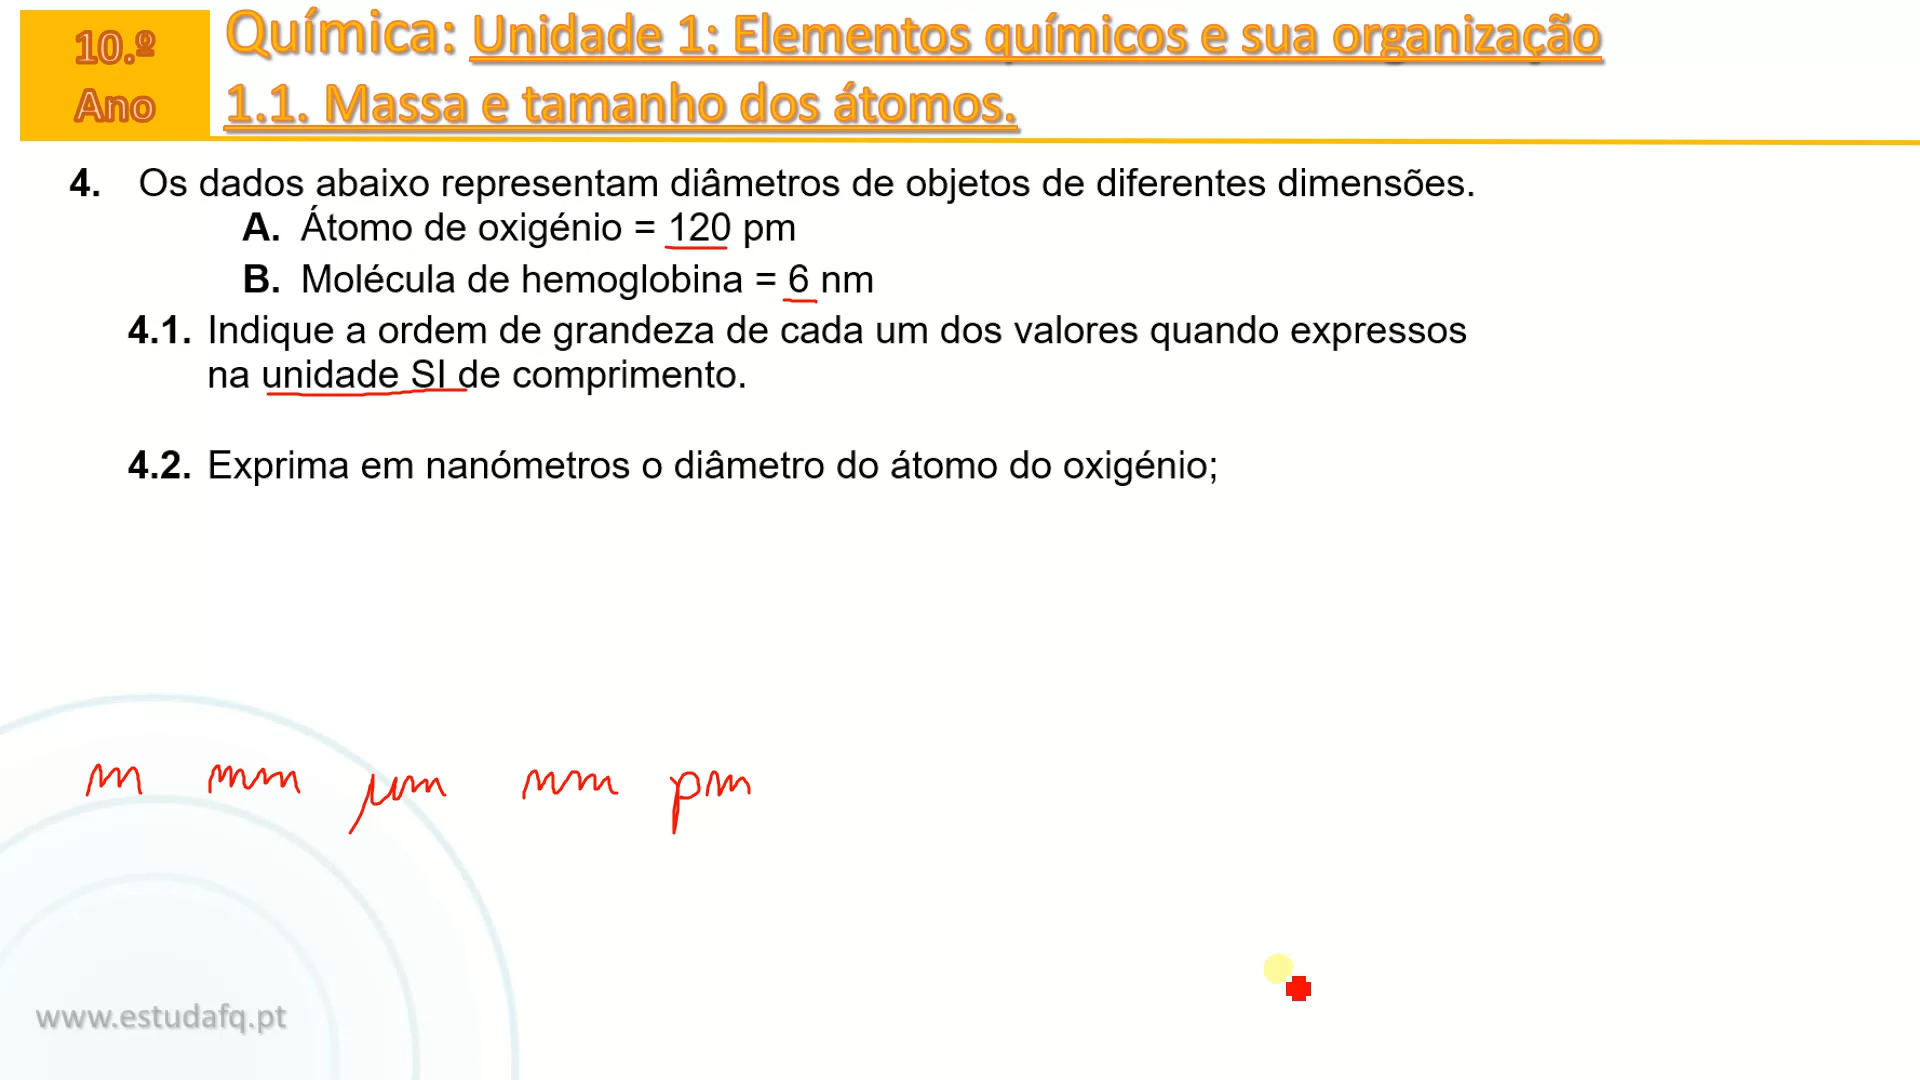 10.º
Ano
Química: Unidade 1: Elementos químicos e sua organização
1.1. Massa e tamanho dos átomos.
4. Os dados abaixo representam diâmetros de objetos de diferentes dimensões.
A. Átomo de oxigénio = 120 pm
B. Molécula de hemoglobina = 6 nm
4.1. Indique a ordem de grandeza de cada um dos valores quando expressos
na unidade SI de comprimento.
4.2. Exprima em nanómetros o diâmetro do átomo do oxigénio;
m mm μm nm pm
www.estudafq.pt